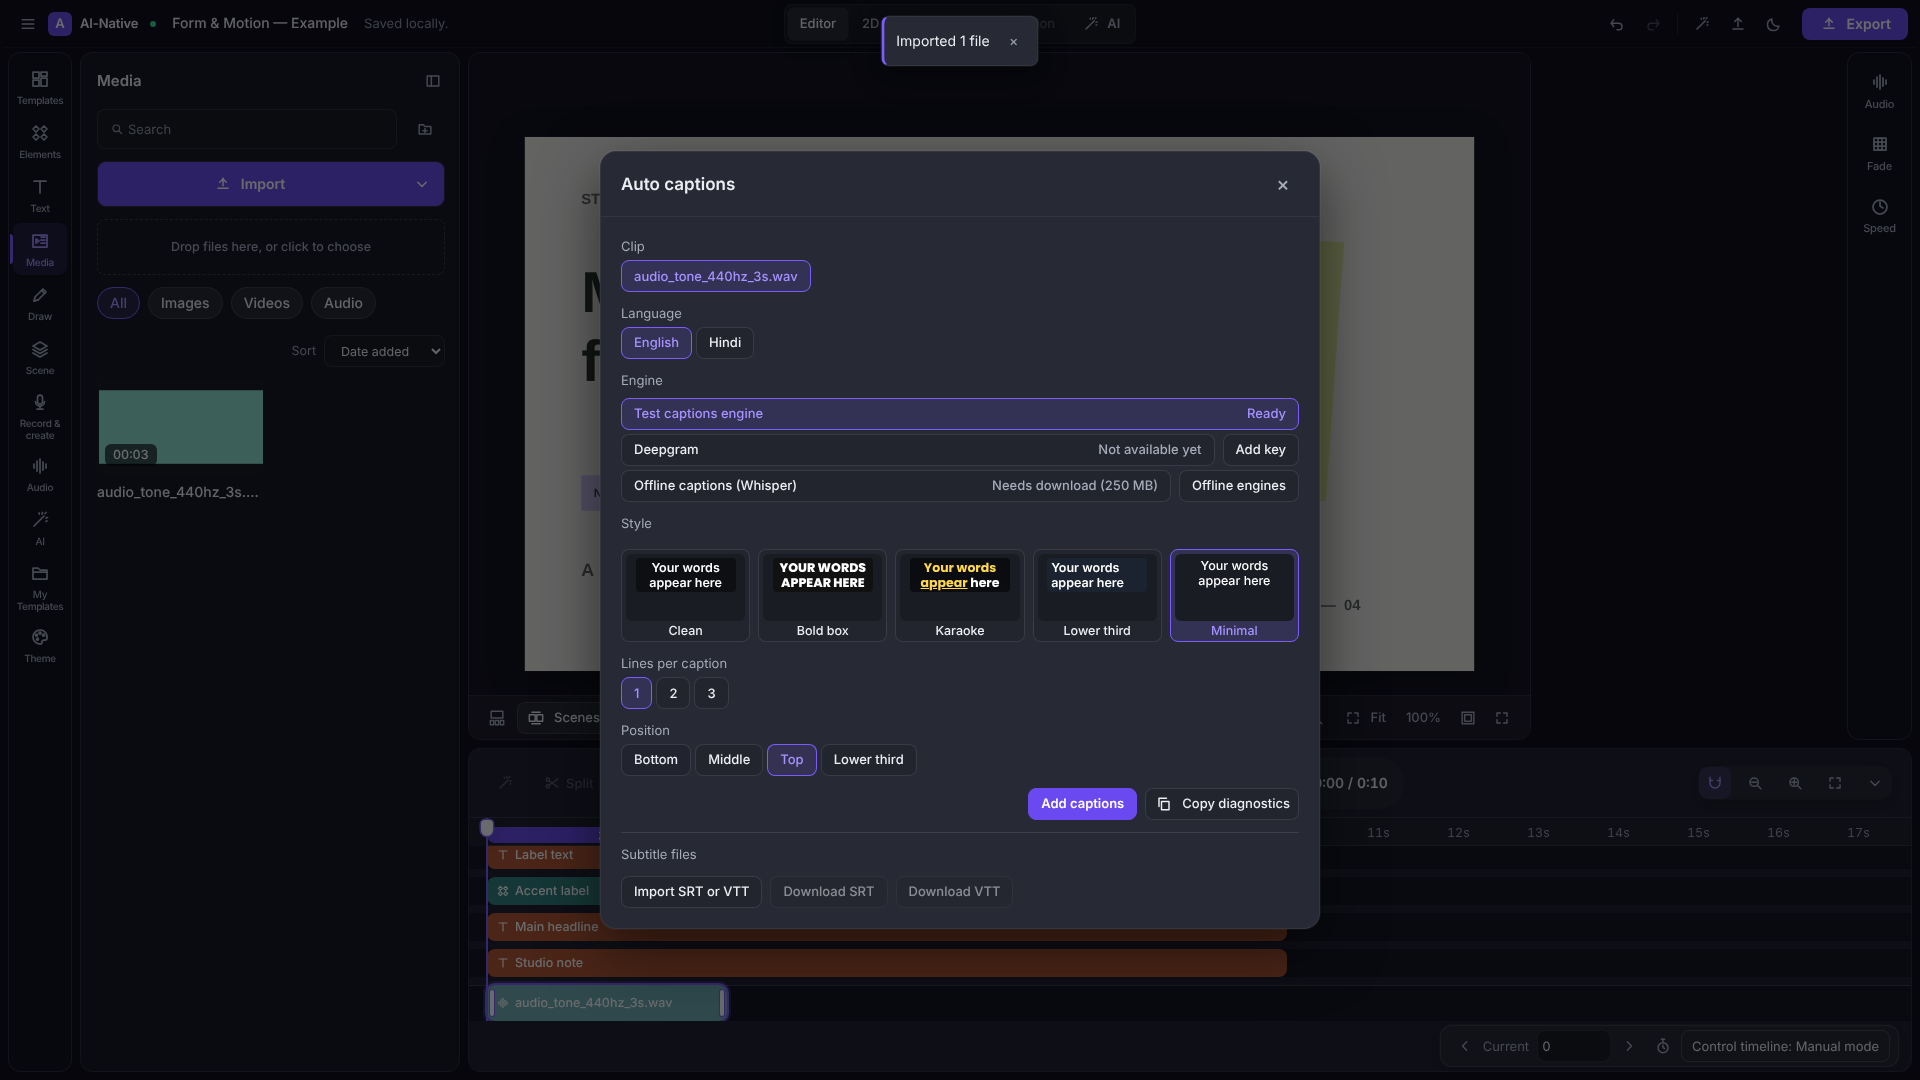 A AI-Native Form & Motion — Example Saved locally.
Editor 2D AI
Imported 1 file ×
Export
Templates
Elements
Text
Media
Draw
Scene
Record &
create
Audio
AI
My
Templates
Theme
Media
Search
Import
Drop files here, or click to choose
All Images Videos Audio
Sort Date added
00:03
audio_tone_440hz_3s....
Auto captions
Clip
audio_tone_440hz_3s.wav
Language
English Hindi
Engine
Test captions engine Ready
Deepgram Not available yet Add key
Offline captions (Whisper) Needs download (250 MB) Offline engines
Style
Your words
appear here
Clean
YOUR WORDS
APPEAR HERE
Bold box
Your words
appear here
Karaoke
Your words
appear here
Lower third
Your words
appear here
Minimal
Lines per caption
1 2 3
Position
Bottom Middle Top Lower third
Add captions Copy diagnostics
Subtitle files
Import SRT or VTT Download SRT Download VTT
— 04
Audio
Fade
Speed
Scenes
Fit 100%
Split
:00 / 0:10
11s 12s 13s 14s 15s 16s 17s
Label text
Accent label
Main headline
Studio note
audio_tone_440hz_3s.wav
Current 0
Control timeline: Manual mode